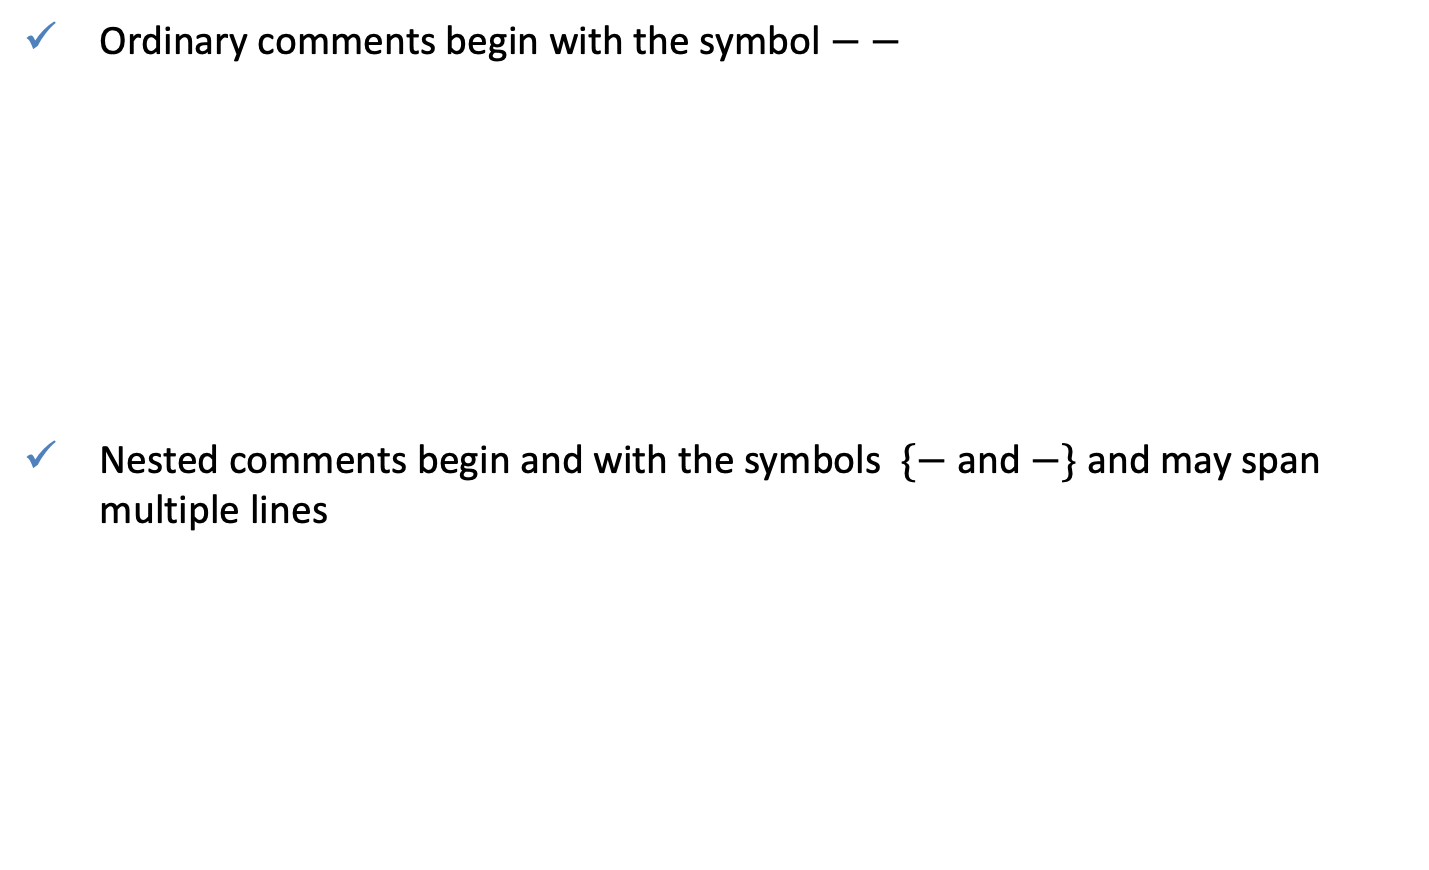 ✓ Ordinary comments begin with the symbol – –
✓ Nested comments begin and with the symbols {– and –} and may span
multiple lines